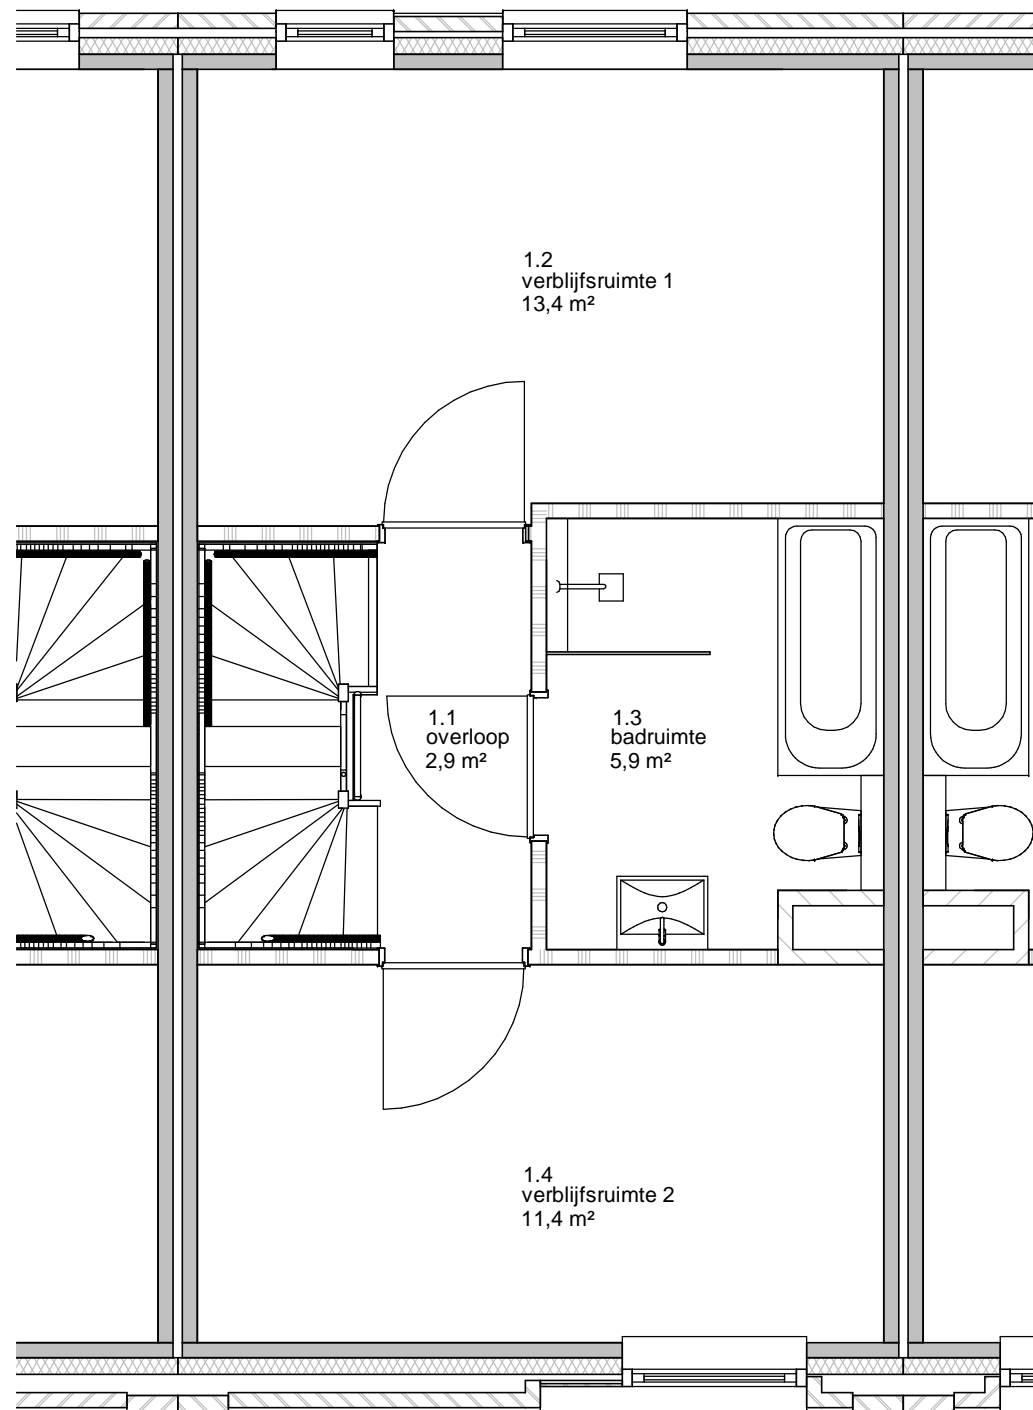 1.2
verblijfsruimte 1
13,4 m²
1.1
overloop
2,9 m²
1.3
badruimte
5,9 m²
1.4
verblijfsruimte 2
11,4 m²